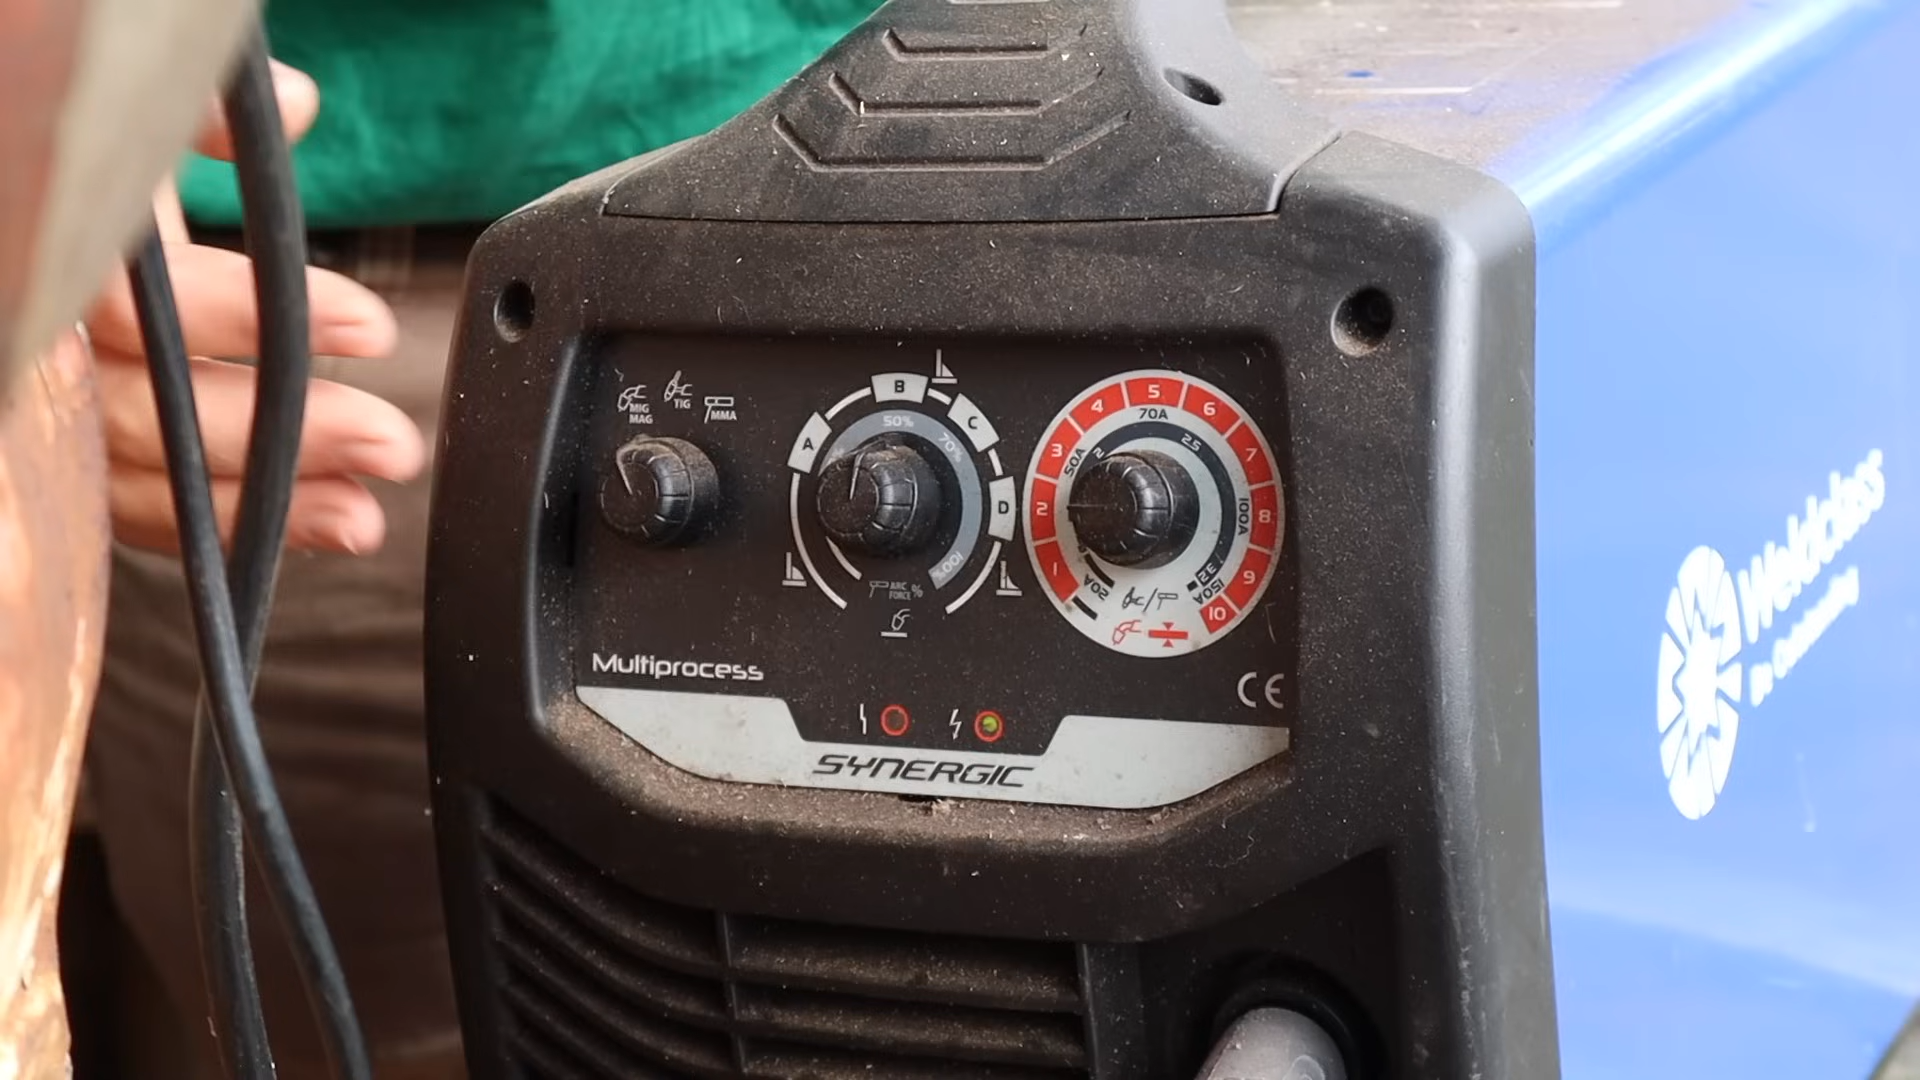 MIG
MAG
TIG
MMA
A
B
C
D
50%
70%
100%
ARC
FORCE
%
1
2
3
4
5
6
7
8
9
10
20A
50A
70A
100A
150A
2
2.5
3.2
Multiprocess
CE
SYNERGIC
Weldclass